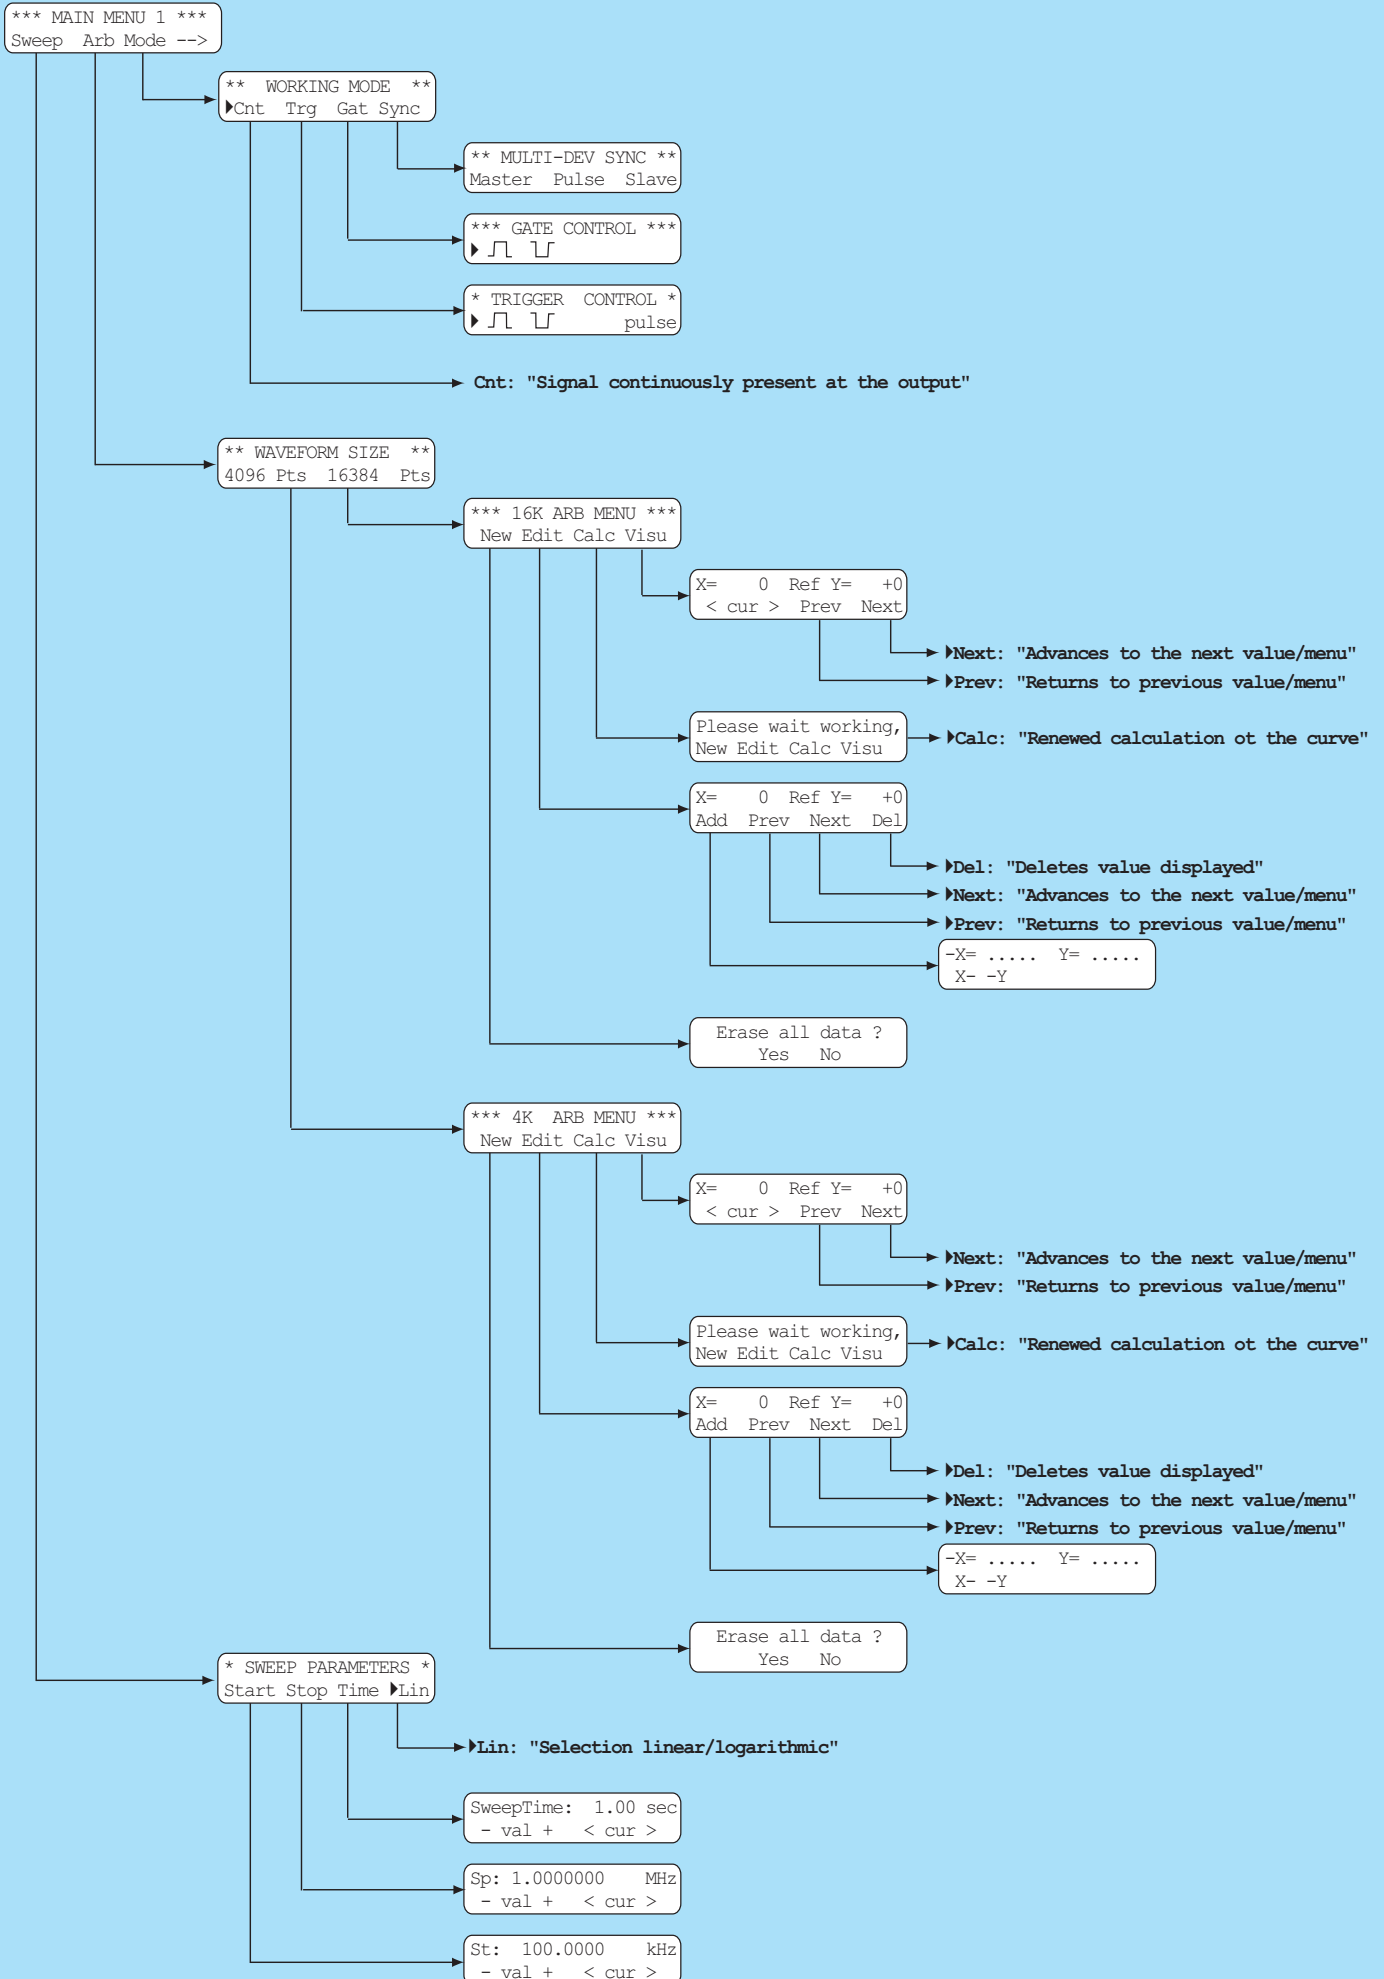 *** MAIN MENU 1 ***
Sweep Arb Mode -->
** WORKING MODE **
Cnt Trg Gat Sync
** MULTI-DEV SYNC **
Master Pulse Slave
*** GATE CONTROL ***
* TRIGGER CONTROL *
pulse
Cnt: "Signal continuously present at the output"
** WAVEFORM SIZE **
4096 Pts 16384 Pts
*** 16K ARB MENU ***
New Edit Calc Visu
X= 0 Ref Y= +0
< cur > Prev Next
Next: "Advances to the next value/menu"
Prev: "Returns to previous value/menu"
Please wait working,
New Edit Calc Visu
Calc: "Renewed calculation ot the curve"
X= 0 Ref Y= +0
Add Prev Next Del
Del: "Deletes value displayed"
Next: "Advances to the next value/menu"
Prev: "Returns to previous value/menu"
-X= ..... Y= .....
X- -Y
Erase all data ?
Yes No
*** 4K ARB MENU ***
New Edit Calc Visu
X= 0 Ref Y= +0
< cur > Prev Next
Next: "Advances to the next value/menu"
Prev: "Returns to previous value/menu"
Please wait working,
New Edit Calc Visu
Calc: "Renewed calculation ot the curve"
X= 0 Ref Y= +0
Add Prev Next Del
Del: "Deletes value displayed"
Next: "Advances to the next value/menu"
Prev: "Returns to previous value/menu"
-X= ..... Y= .....
X- -Y
Erase all data ?
Yes No
* SWEEP PARAMETERS *
Start Stop Time Lin
Lin: "Selection linear/logarithmic"
SweepTime: 1.00 sec
- val + < cur >
Sp: 1.0000000 MHz
- val + < cur >
St: 100.0000 kHz
- val + < cur >